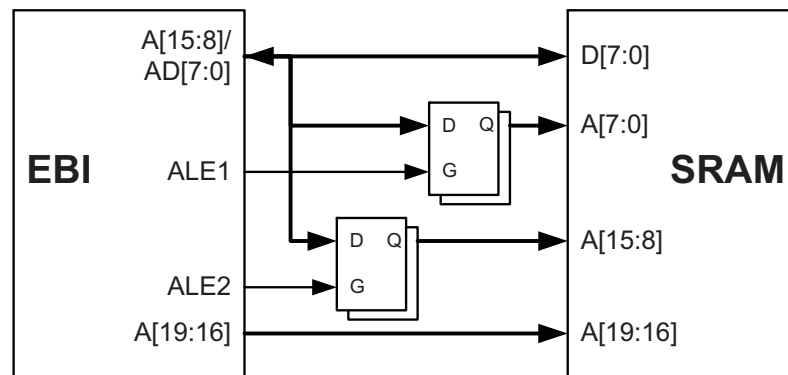 A[15:8]/
AD[7:0]
D[7:0]
D Q
A[7:0]
EBI
ALE1
G
SRAM
D Q
A[15:8]
ALE2
G
A[19:16]
A[19:16]